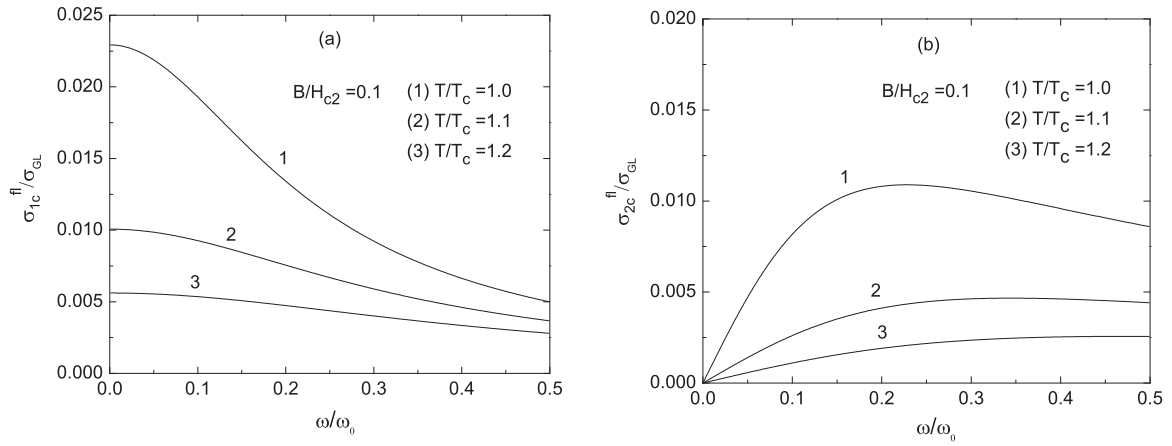 (a)
B/Hc2 =0.1
(1) T/Tc =1.0
(2) T/Tc =1.1
(3) T/Tc =1.2
1
2
3
0.025
0.020
0.015
0.010
0.005
0.000
σ1c^fl/σGL
0.0 0.1 0.2 0.3 0.4 0.5
ω/ω0
(b)
B/Hc2 =0.1
(1) T/Tc =1.0
(2) T/Tc =1.1
(3) T/Tc =1.2
1
2
3
0.020
0.015
0.010
0.005
0.000
σ2c^fl/σGL
0.0 0.1 0.2 0.3 0.4 0.5
ω/ω0